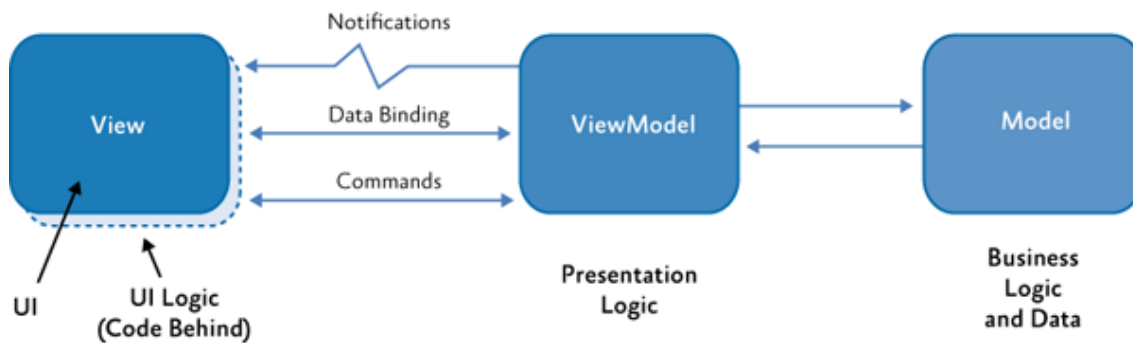 Notifications
View
Data Binding
ViewModel
Model
Commands
UI
UI Logic
(Code Behind)
Presentation
Logic
Business
Logic
and Data